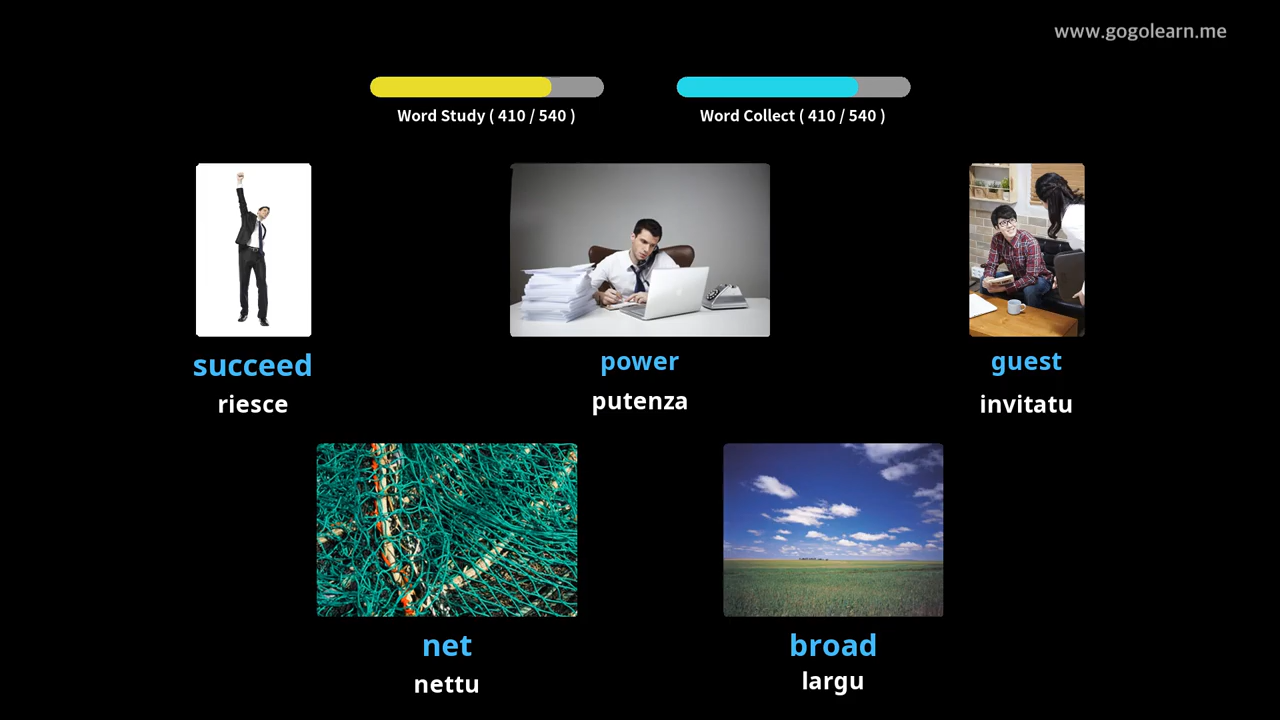 www.gogolearn.me
Word Study ( 410 / 540 )
Word Collect ( 410 / 540 )
succeed
riesce
power
putenza
guest
invitatu
net
nettu
broad
largu